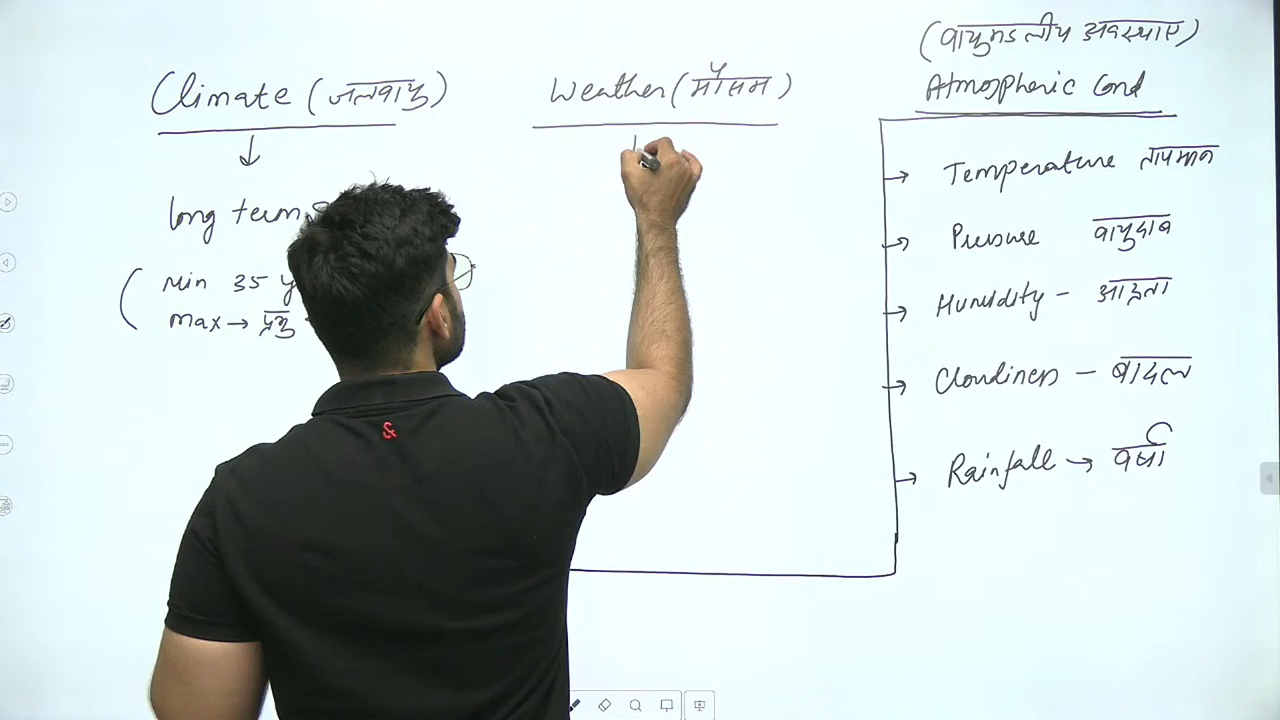 Climate (जलवायु)
long term
(Min 35
max → पृथ्
Weather (मौसम)
(वायुमंडलीय अवस्थाएं)
Atmospheric Cond
→ Temperature तापमान
→ Pressure वायुदाब
→ Humidity - आर्द्रता
→ Cloudiness - बादल
→ Rainfall → वर्षा